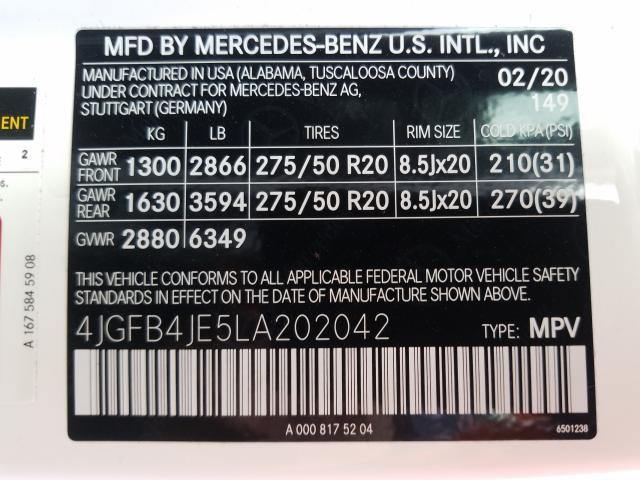 MFD BY MERCEDES-BENZ U.S. INTL., INC
MANUFACTURED IN USA (ALABAMA, TUSCALOOSA COUNTY) 02/20
UNDER CONTRACT FOR MERCEDES-BENZ AG,
STUTTGART (GERMANY) 149
KG LB TIRES RIM SIZE COLD KPA (PSI)
GAWR FRONT 1300 2866 275/50 R20 8.5Jx20 210(31)
GAWR REAR 1630 3594 275/50 R20 8.5Jx20 270(39)
GVWR 2880 6349
THIS VEHICLE CONFORMS TO ALL APPLICABLE FEDERAL MOTOR VEHICLE SAFETY
STANDARDS IN EFFECT ON THE DATE OF MANUFACTURE SHOWN ABOVE.
4JGFB4JE5LA202042 TYPE: MPV
A 000 817 52 04 6501238
ENT
2
A 167 584 59 08